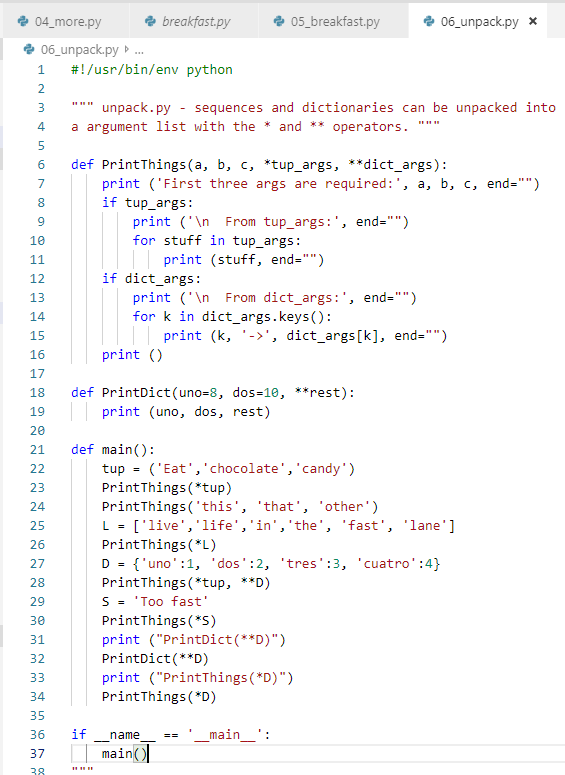 04_more.py breakfast.py 05_breakfast.py 06_unpack.py ×
06_unpack.py ...
1 #!/usr/bin/env python
2
3 """ unpack.py - sequences and dictionaries can be unpacked into
4 a argument list with the * and ** operators. """
5
6 def PrintThings(a, b, c, *tup_args, **dict_args):
7     print ('First three args are required:', a, b, c, end="")
8     if tup_args:
9         print ('\n  From tup_args:', end="")
10         for stuff in tup_args:
11             print (stuff, end="")
12     if dict_args:
13         print ('\n  From dict_args:', end="")
14         for k in dict_args.keys():
15             print (k, '->', dict_args[k], end="")
16     print ()
17
18 def PrintDict(uno=8, dos=10, **rest):
19     print (uno, dos, rest)
20
21 def main():
22     tup = ('Eat','chocolate','candy')
23     PrintThings(*tup)
24     PrintThings('this', 'that', 'other')
25     L = ['live','life','in','the', 'fast', 'lane']
26     PrintThings(*L)
27     D = {'uno':1, 'dos':2, 'tres':3, 'cuatro':4}
28     PrintThings(*tup, **D)
29     S = 'Too fast'
30     PrintThings(*S)
31     print ("PrintDict(**D)")
32     PrintDict(**D)
33     print ("PrintThings(*D)")
34     PrintThings(*D)
35
36 if __name__ == '__main__':
37     main()
38 """